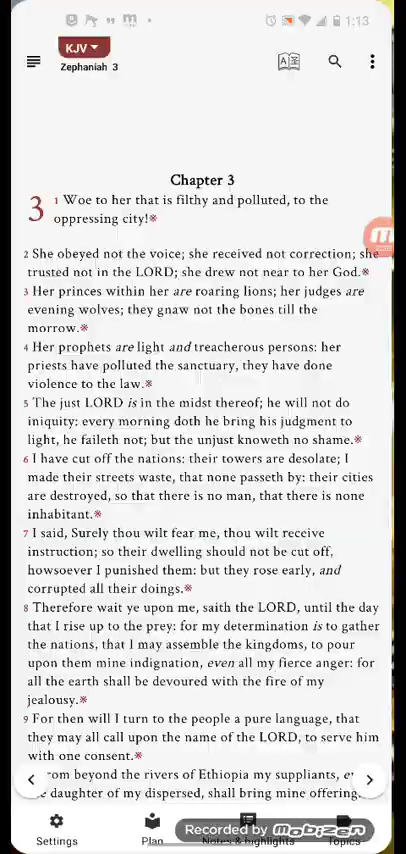 1:13
KJV
Zephaniah 3
Chapter 3
3 1 Woe to her that is filthy and polluted, to the
oppressing city!※
2 She obeyed not the voice; she received not correction; she
trusted not in the LORD; she drew not near to her God.※
3 Her princes within her are roaring lions; her judges are
evening wolves; they gnaw not the bones till the
morrow.※
4 Her prophets are light and treacherous persons: her
priests have polluted the sanctuary, they have done
violence to the law.※
5 The just LORD is in the midst thereof; he will not do
iniquity: every morning doth he bring his judgment to
light, he faileth not; but the unjust knoweth no shame.※
6 I have cut off the nations: their towers are desolate; I
made their streets waste, that none passeth by: their cities
are destroyed, so that there is no man, that there is none
inhabitant.※
7 I said, Surely thou wilt fear me, thou wilt receive
instruction; so their dwelling should not be cut off,
howsoever I punished them: but they rose early, and
corrupted all their doings.※
8 Therefore wait ye upon me, saith the LORD, until the day
that I rise up to the prey: for my determination is to gather
the nations, that I may assemble the kingdoms, to pour
upon them mine indignation, even all my fierce anger: for
all the earth shall be devoured with the fire of my
jealousy.※
9 For then will I turn to the people a pure language, that
they may all call upon the name of the LORD, to serve him
with one consent.※
om beyond the rivers of Ethiopia my suppliants,
daughter of my dispersed, shall bring mine offering.
Settings
Plan
Notes & highlights
Topics
Recorded by Mobizen